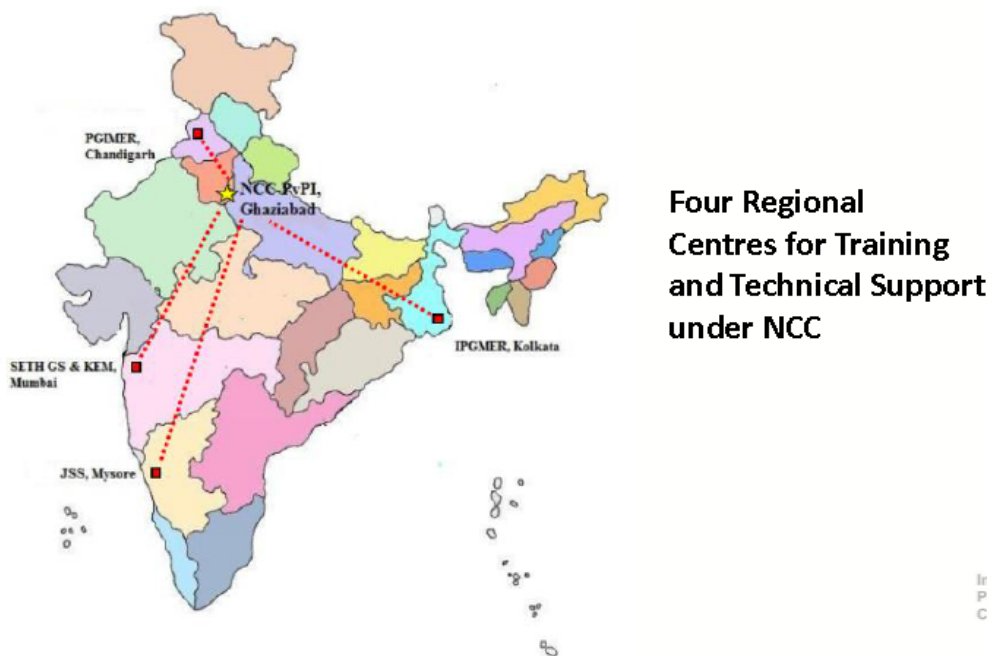 PGIMER,
Chandigarh
NCC-PvPI,
Ghaziabad
Four Regional
Centres for Training
and Technical Support
under NCC
IPGMER, Kolkata
SETH GS & KEM,
Mumbai
JSS, Mysore
In
P
C